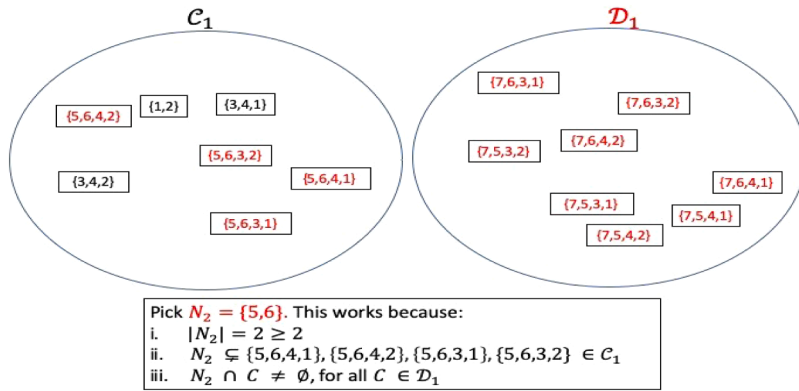 𝒞₁
𝒟₁
{5,6,4,2}
{1,2}
{3,4,1}
{5,6,3,2}
{3,4,2}
{5,6,4,1}
{5,6,3,1}
{7,6,3,1}
{7,6,3,2}
{7,6,4,2}
{7,5,3,2}
{7,6,4,1}
{7,5,3,1}
{7,5,4,1}
{7,5,4,2}
Pick N₂ = {5,6}. This works because:
i. |N₂| = 2 ≥ 2
ii. N₂ ⊊ {5,6,4,1}, {5,6,4,2}, {5,6,3,1}, {5,6,3,2} ∈ 𝒞₁
iii. N₂ ∩ C ≠ ∅, for all C ∈ 𝒟₁